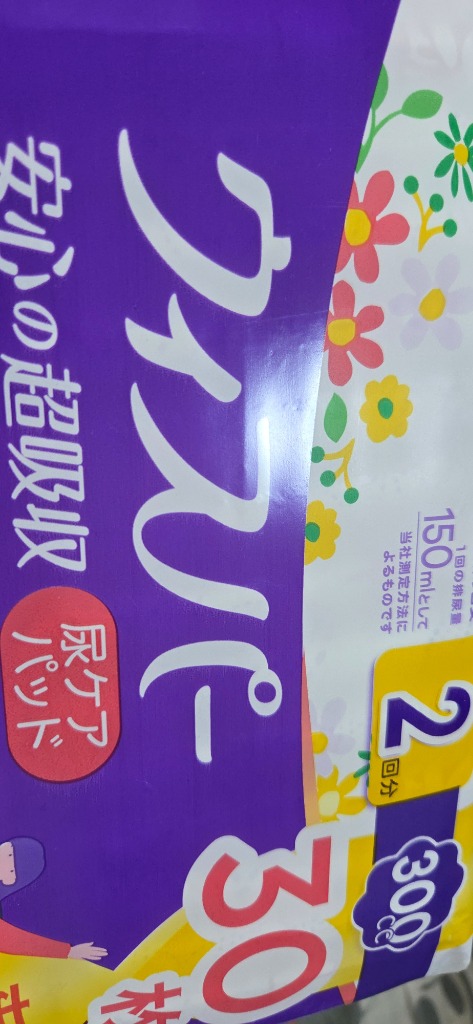 ウィスパー
安心の超吸収
尿ケア
パッド
1回の排尿量
150mlとして
当社測定方法に
よるものです
2回分
300cc
30枚